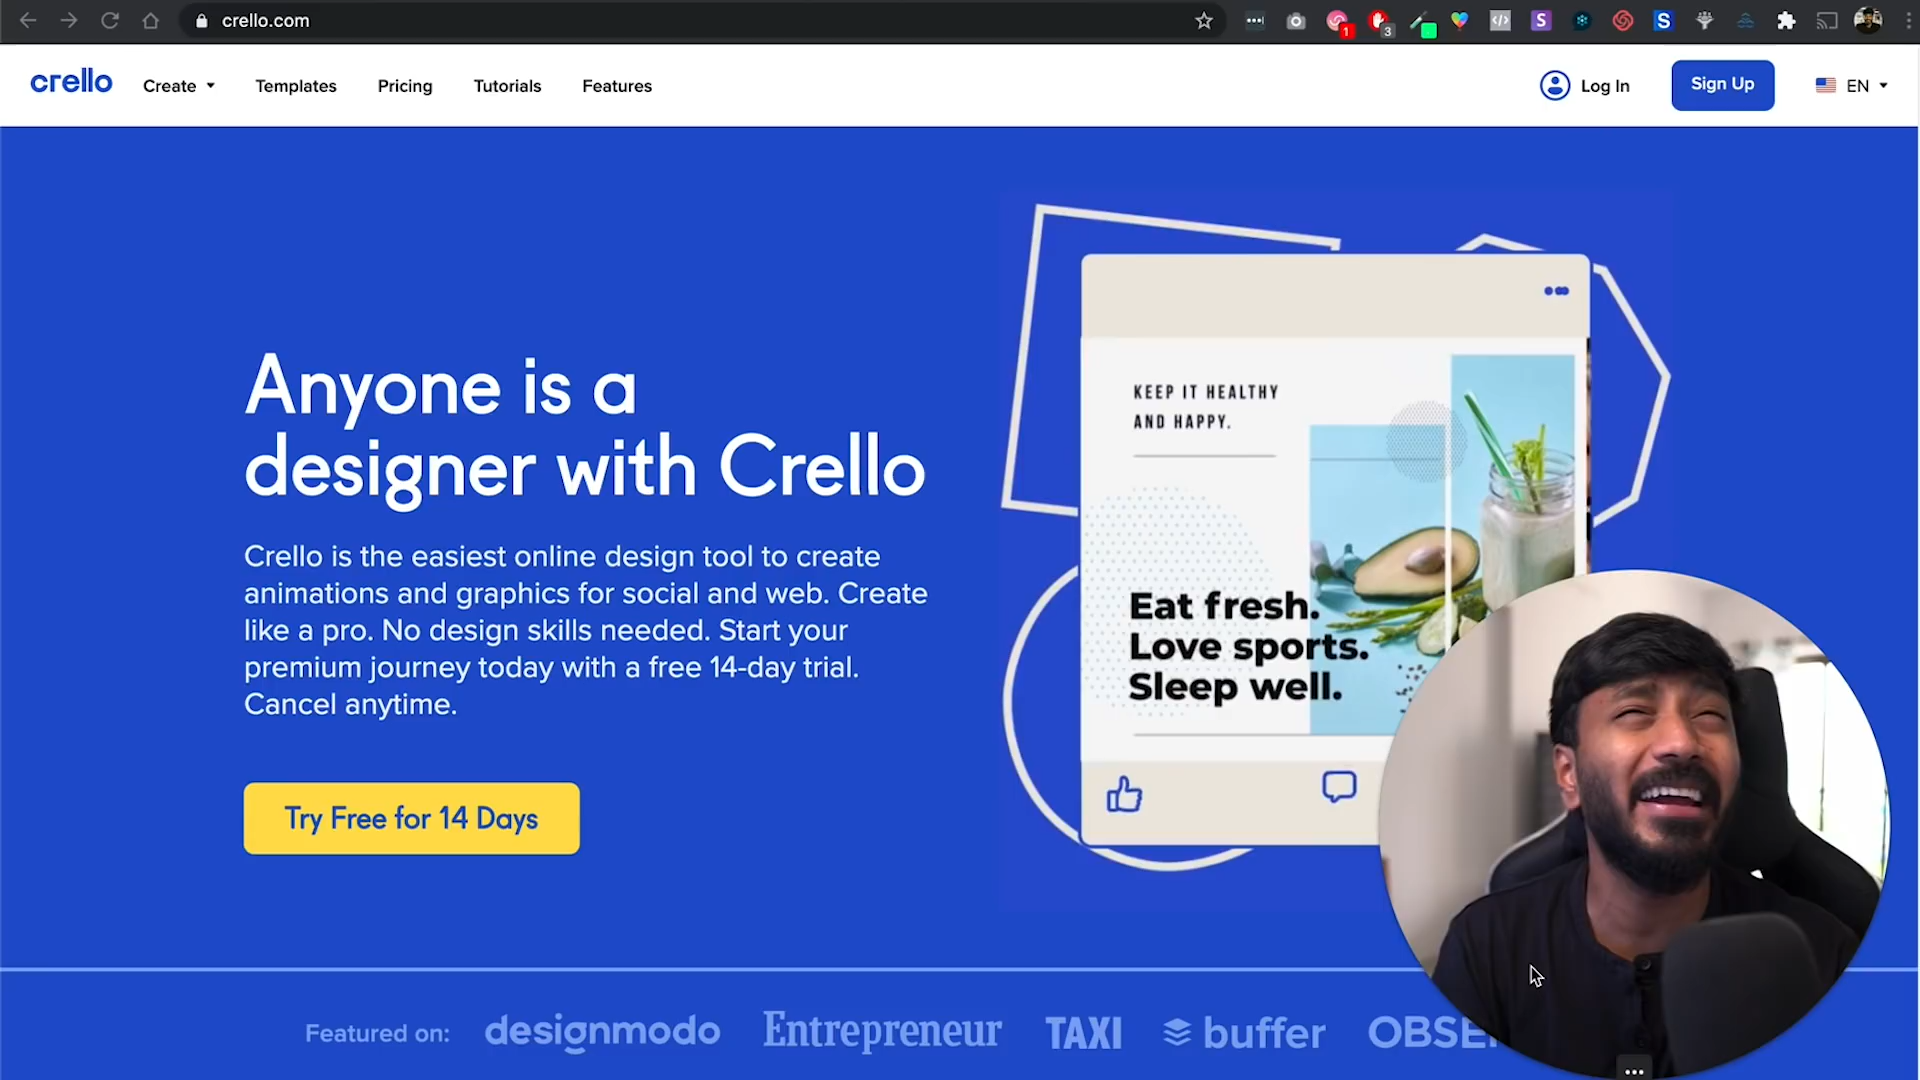 crello.com
1
3
S
S
crello
Create
Templates
Pricing
Tutorials
Features
Log In
Sign Up
EN
KEEP IT HEALTHY
AND HAPPY.
Anyone is a
designer with Crello
Crello is the easiest online design tool to create
animations and graphics for social and web. Create
like a pro. No design skills needed. Start your
premium journey today with a free 14-day trial.
Cancel anytime.
Eat fresh.
Love sports.
Sleep well.
Try Free for 14 Days
Featured on:
designmodo
Entrepreneur
TAXI
buffer